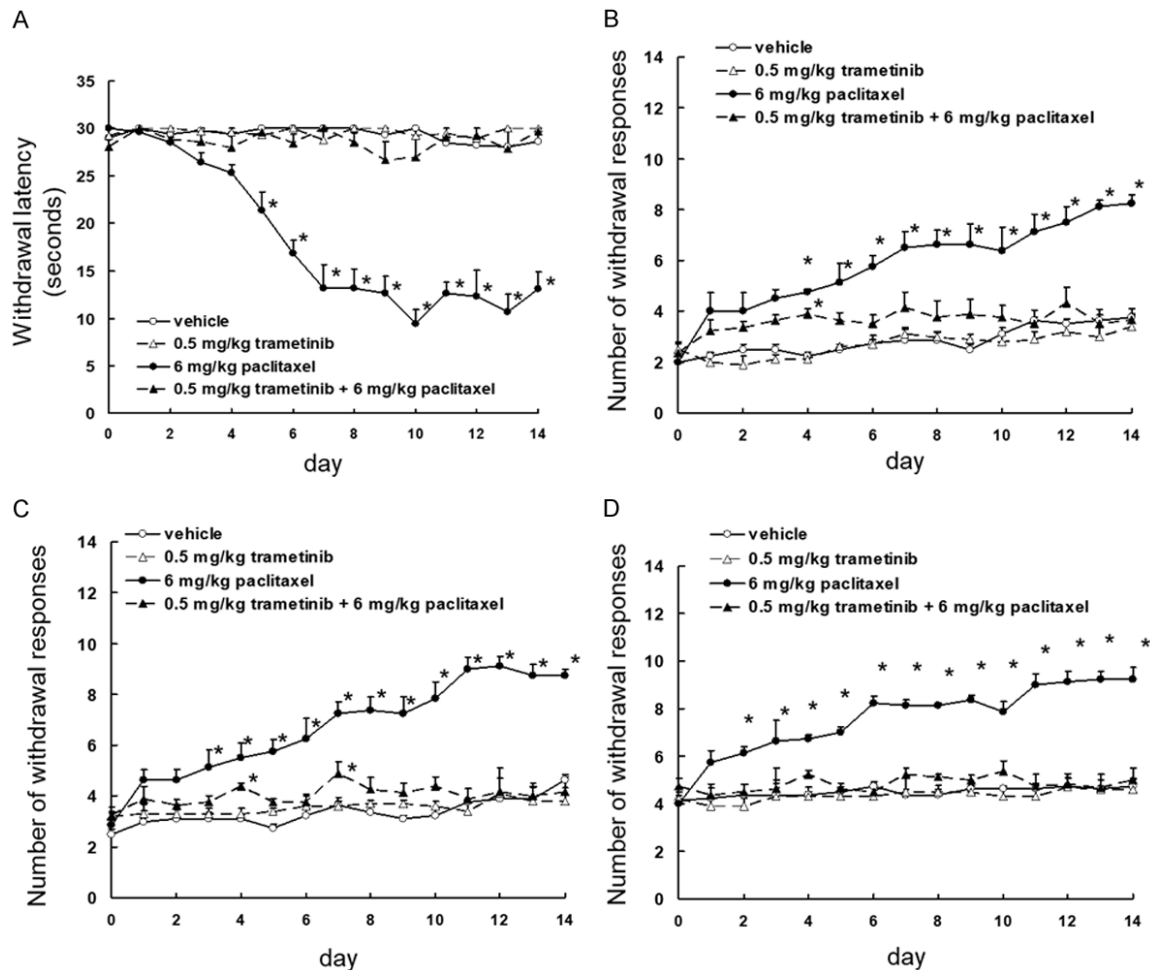 A
Withdrawal latency
(seconds)
35
30
25
20
15
10
5
0
* * * * * * * * * *
vehicle
0.5 mg/kg trametinib
6 mg/kg paclitaxel
0.5 mg/kg trametinib + 6 mg/kg paclitaxel
0 2 4 6 8 10 12 14
day
B
Number of withdrawal responses
vehicle
0.5 mg/kg trametinib
6 mg/kg paclitaxel
0.5 mg/kg trametinib + 6 mg/kg paclitaxel
14
12
10
8
6
4
2
0
* * * * * * * * * * *
*
0 2 4 6 8 10 12 14
day
C
Number of withdrawal responses
vehicle
0.5 mg/kg trametinib
6 mg/kg paclitaxel
0.5 mg/kg trametinib + 6 mg/kg paclitaxel
14
12
10
8
6
4
2
0
* * * * * * * * * * * *
* *
0 2 4 6 8 10 12 14
day
D
Number of withdrawal responses
vehicle
0.5 mg/kg trametinib
6 mg/kg paclitaxel
0.5 mg/kg trametinib + 6 mg/kg paclitaxel
14
12
10
8
6
4
2
0
* * * * * * * * * * * * *
0 2 4 6 8 10 12 14
day